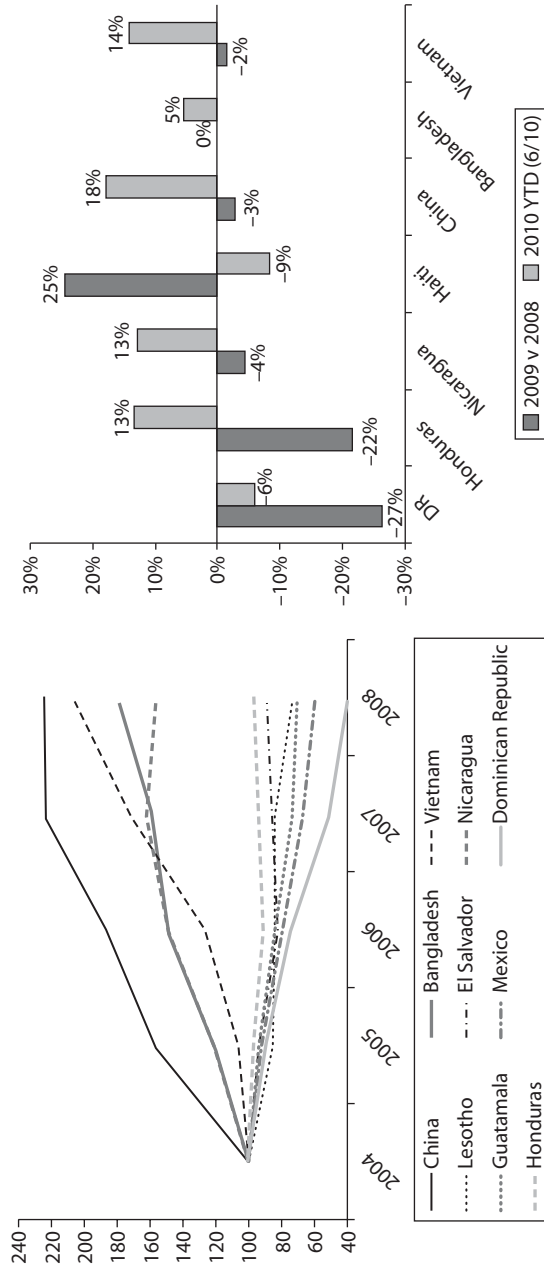 240
220
200
180
160
140
120
100
80
60
40
2004
2005
2006
2007
2008
China
Bangladesh
Vietnam
Lesotho
El Salvador
Nicaragua
Guatamala
Mexico
Dominican Republic
Honduras
30%
20%
10%
0%
–10%
–20%
–30%
–27%
–6%
–22%
13%
–4%
13%
25%
–9%
–3%
18%
0%
5%
–2%
14%
DR
Honduras
Nicaragua
Haiti
China
Bangladesh
Vietnam
2009 v 2008
2010 YTD (6/10)